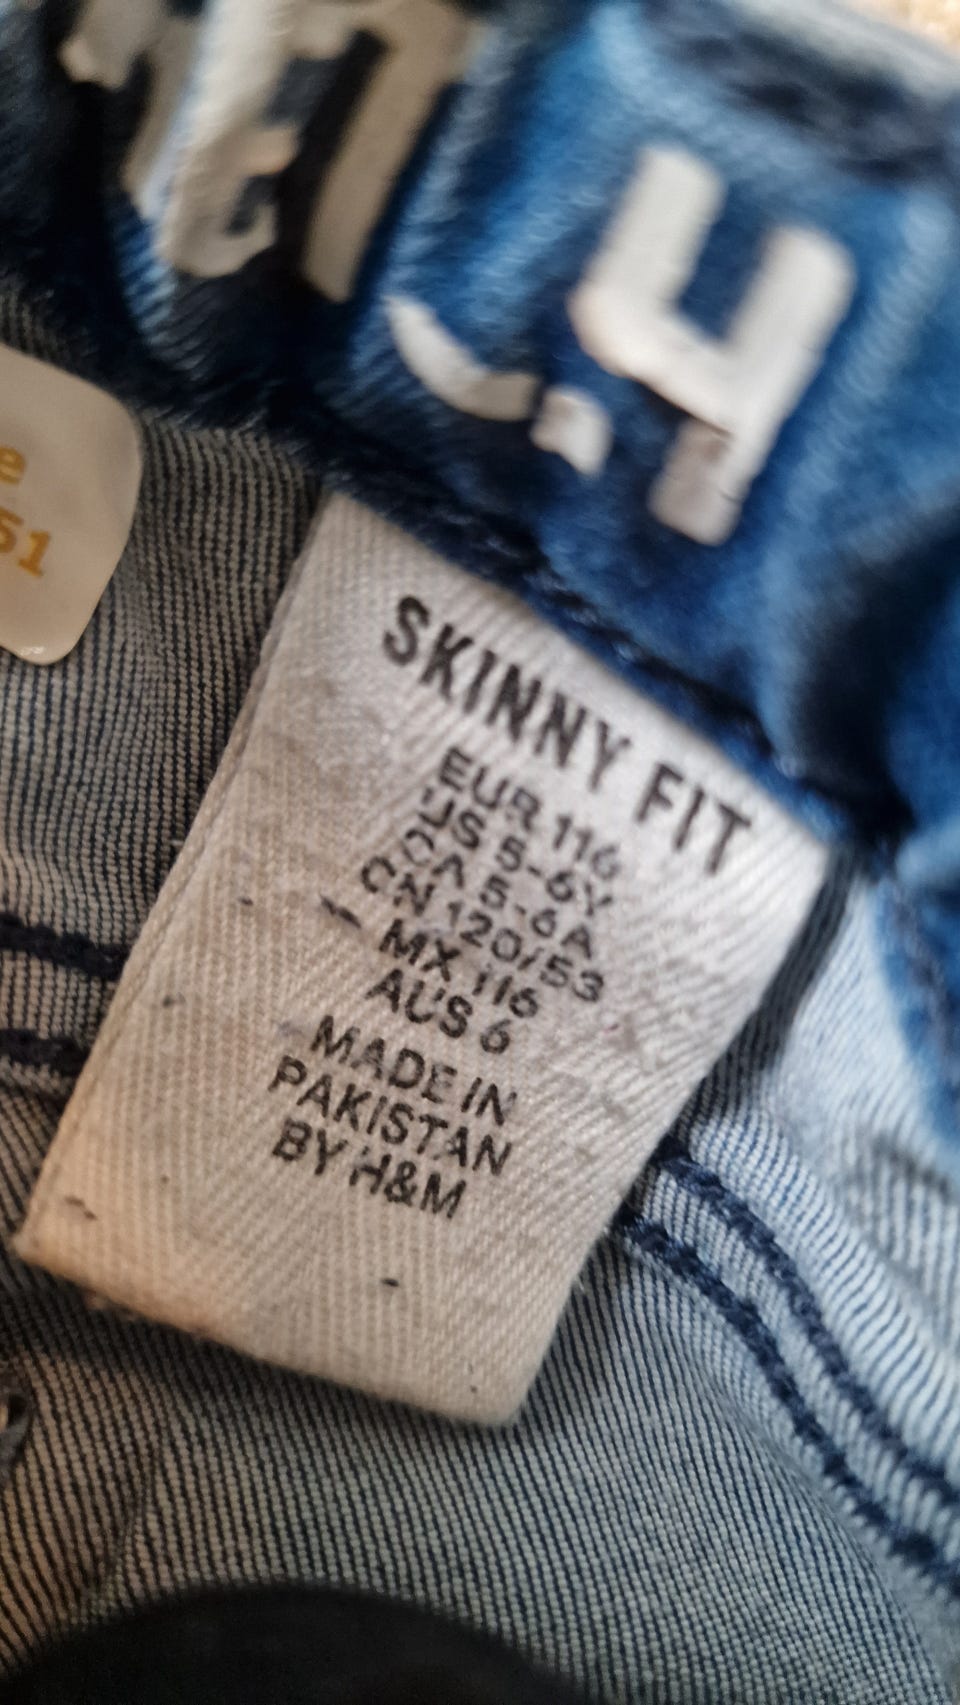 e
51
SKINNY FIT
EUR 116
US 5-6Y
CA 5-6A
CN 120/53
MX 116
AUS 6
MADE IN
PAKISTAN
BY H&M